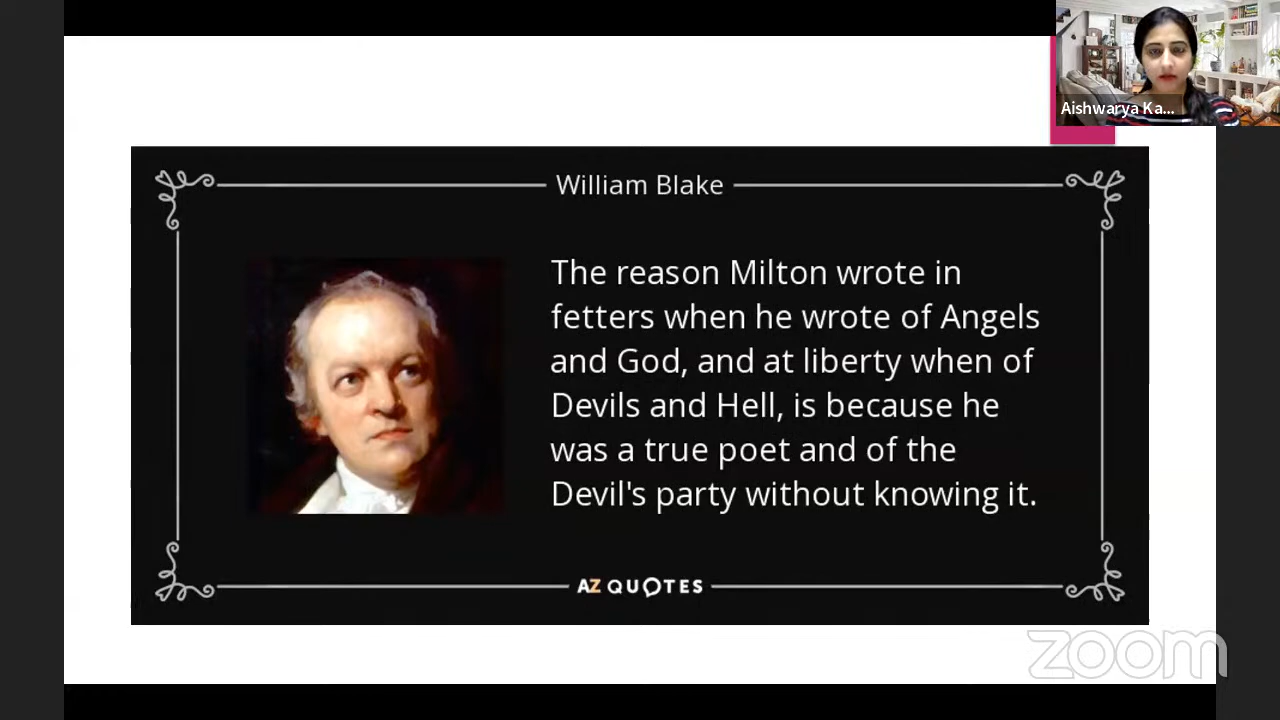 Aishwarya Ka...
William Blake
The reason Milton wrote in
fetters when he wrote of Angels
and God, and at liberty when of
Devils and Hell, is because he
was a true poet and of the
Devil's party without knowing it.
AZ QUOTES
zoom